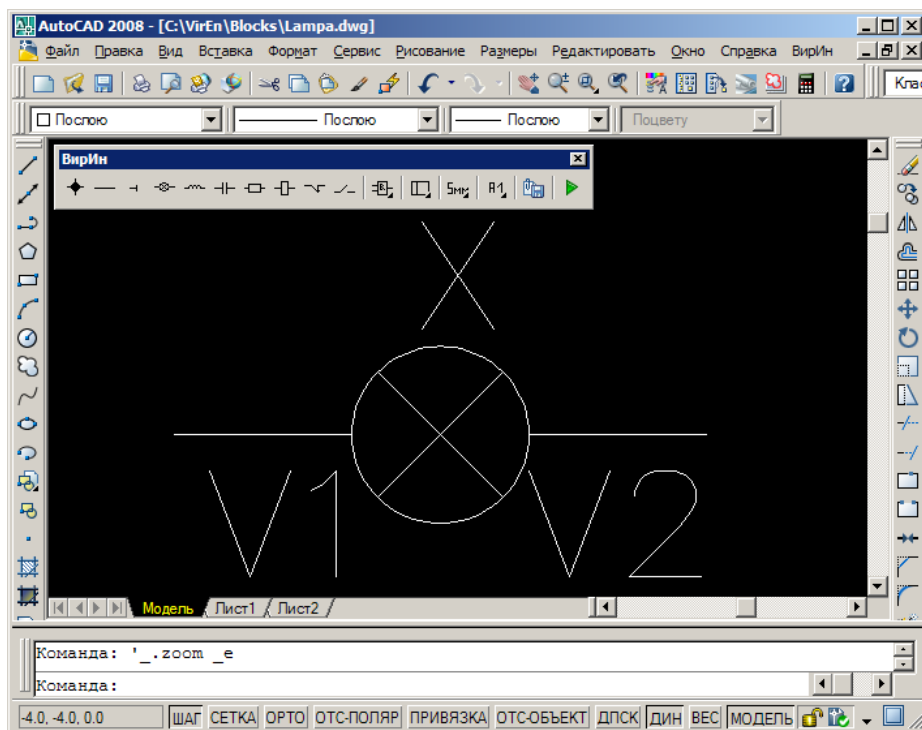 AutoCAD 2008 - [C:\VirEn\Blocks\Lampa.dwg]
Файл Правка Вид Вставка Формат Сервис Рисование Размеры Редактировать Окно Справка ВирИн
Клас
Послою Послою Послою Поцвету
ВирИн
5мм А1
X
V1 V2
Модель Лист1 Лист2
Команда: '_.zoom _e
Команда:
-4.0, -4.0, 0.0 ШАГ СЕТКА ОРТО ОТС-ПОЛЯР ПРИВЯЗКА ОТС-ОБЪЕКТ ДПСК ДИН ВЕС МОДЕЛЬ